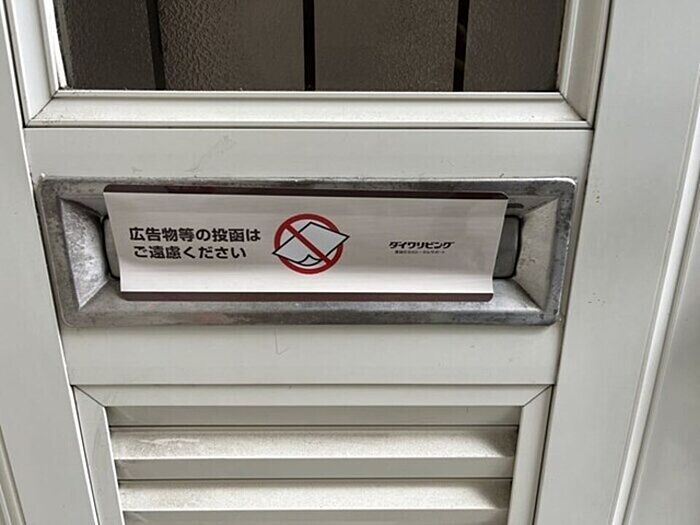 広告物等の投函は
ご遠慮ください
ダイワリビング